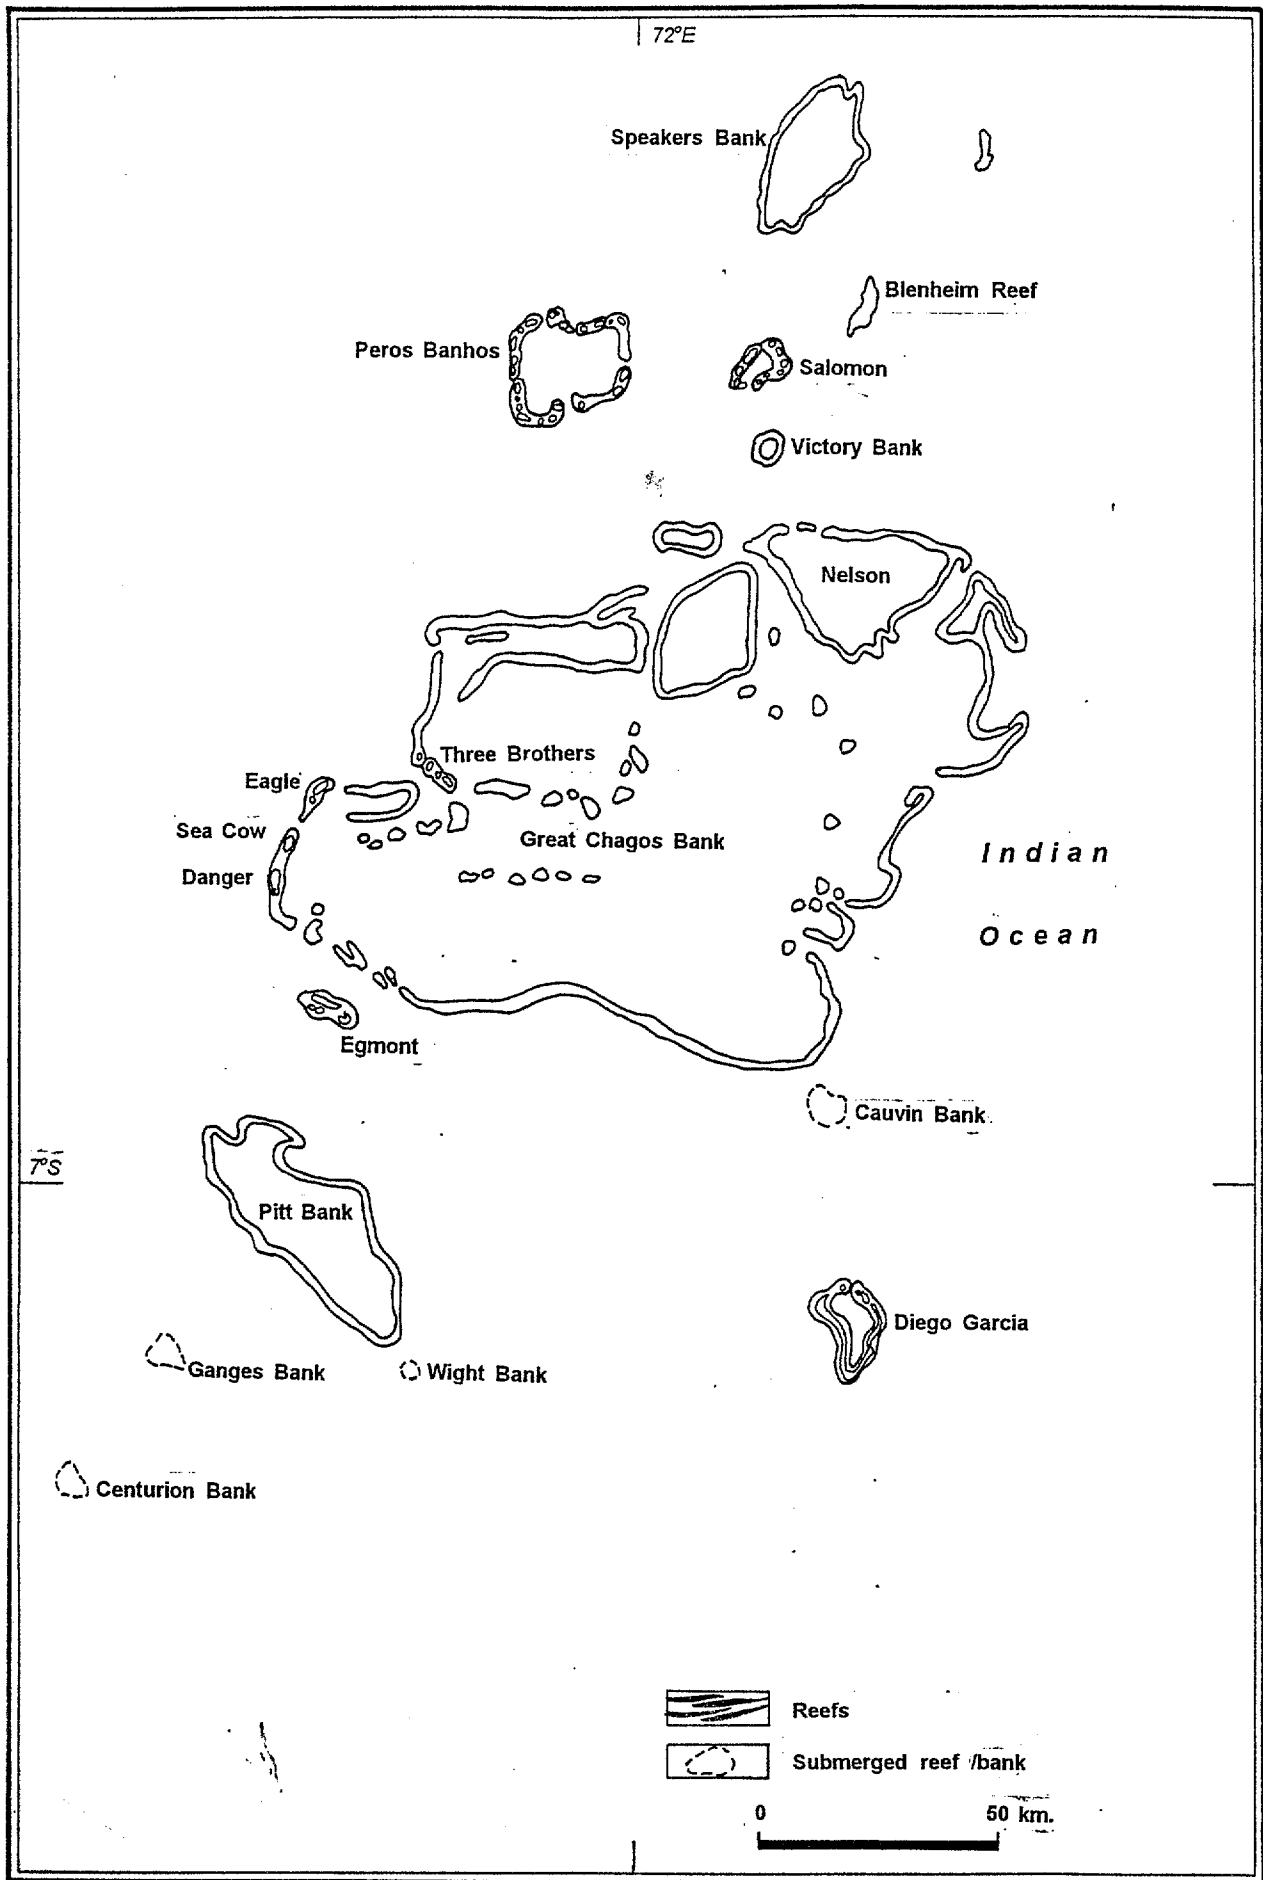 72°E
Speakers Bank
Blenheim Reef
Peros Banhos
Salomon
Victory Bank
Nelson
Three Brothers
Eagle
Sea Cow
Great Chagos Bank
Indian
Danger
Ocean
Egmont
Cauvin Bank
7°S
Pitt Bank
Diego Garcia
Ganges Bank
Wight Bank
Centurion Bank
Reefs
Submerged reef /bank
0 50 km.